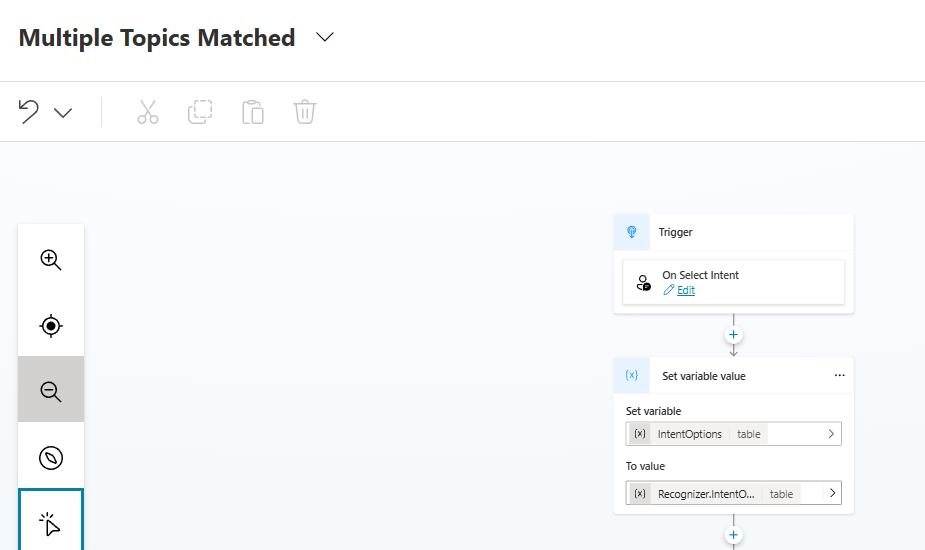 Multiple Topics Matched
Trigger
On Select Intent
Edit
{x} Set variable value ...
Set variable
{x} IntentOptions table
To value
{x} Recognizer.IntentO... table